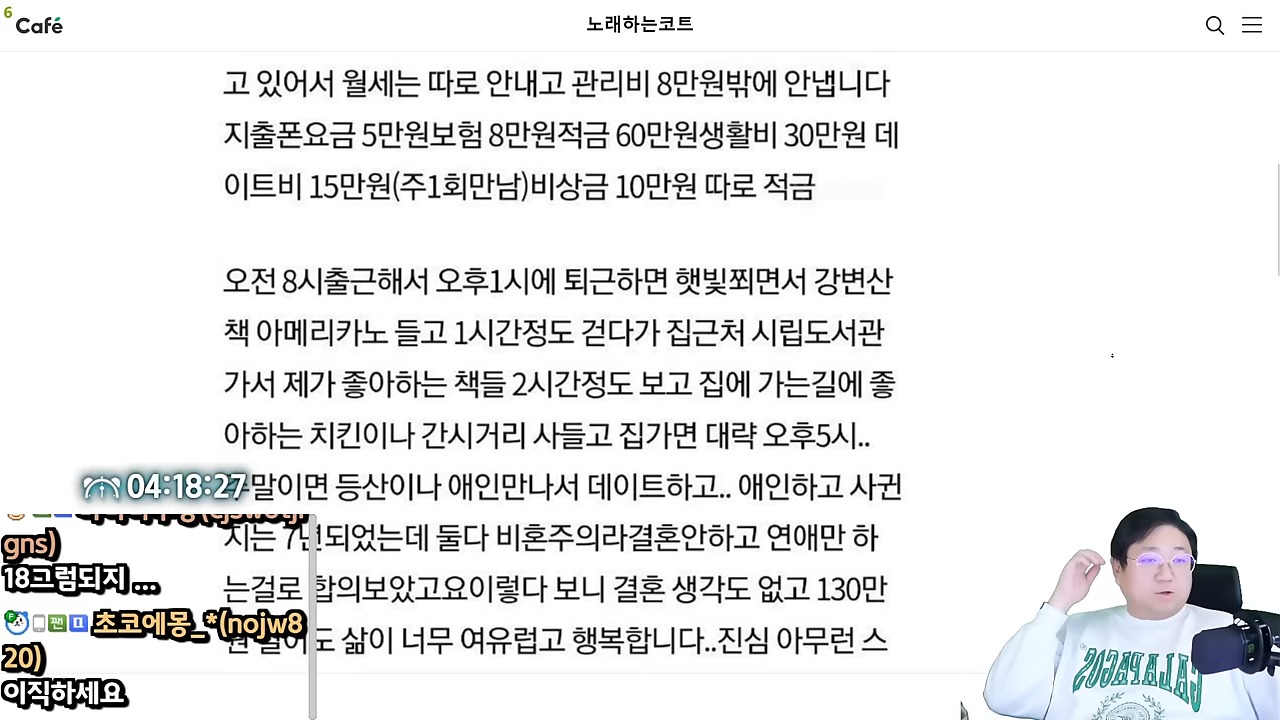 6
Café
노래하는코트
고 있어서 월세는 따로 안내고 관리비 8만원밖에 안냅니다
지출폰요금 5만원보험 8만원적금 60만원생활비 30만원 데
이트비 15만원(주1회만남)비상금 10만원 따로 적금
오전 8시출근해서 오후1시에 퇴근하면 햇빛쬐면서 강변산
책 아메리카노 들고 1시간정도 걷다가 집근처 시립도서관
가서 제가 좋아하는 책들 2시간정도 보고 집에 가는길에 좋
아하는 치킨이나 간시거리 사들고 집가면 대략 오후5시..
주말이면 등산이나 애인만나서 데이트하고.. 애인하고 사귄
지는 7년되었는데 둘다 비혼주의라결혼안하고 연애만 하
는걸로 합의보았고요이렇다 보니 결혼 생각도 없고 130만
원 벌어도 삶이 너무 여유럽고 행복합니다..진심 아무런 스
04:18:27
gns)
18그럼되지 ...
팬 초코에몽_*(nojw8
20)
이직하세요
GALAPAGOS